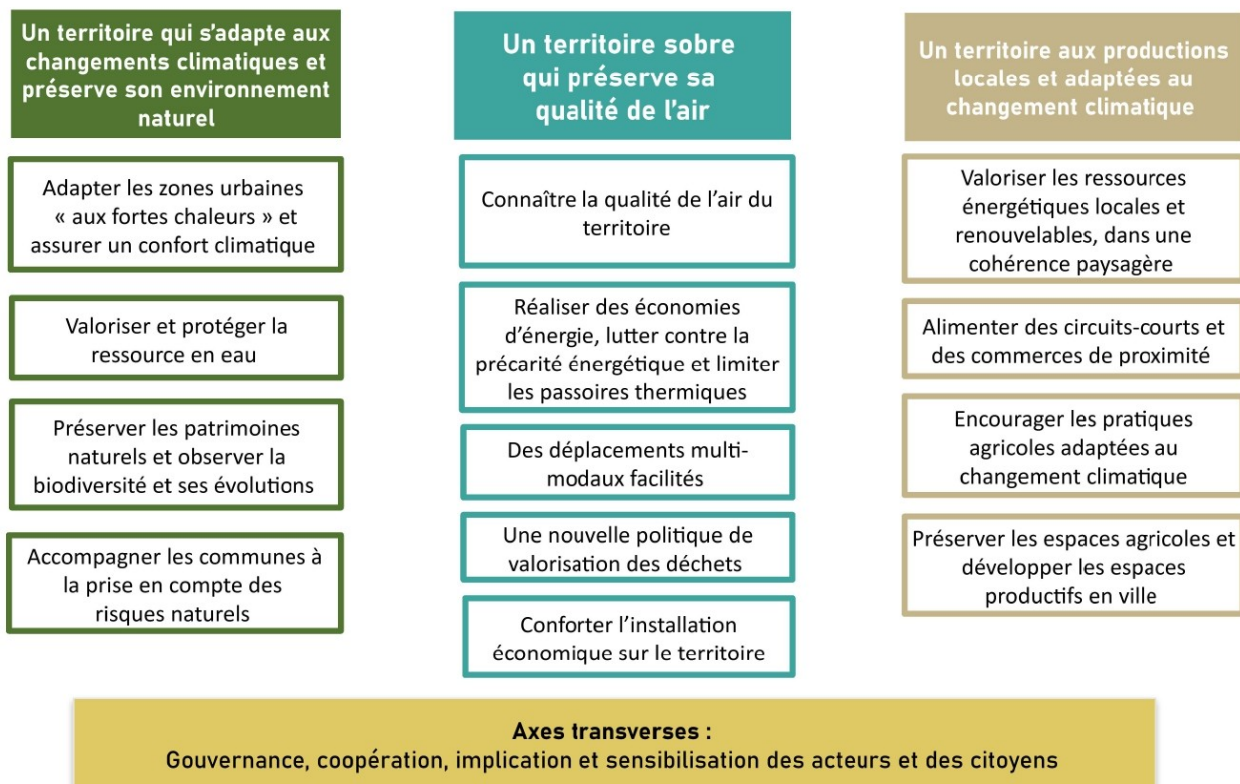 Un territoire qui s’adapte aux
changements climatiques et
préserve son environnement
naturel
Adapter les zones urbaines
« aux fortes chaleurs » et
assurer un confort climatique
Valoriser et protéger la
ressource en eau
Préserver les patrimoines
naturels et observer la
biodiversité et ses évolutions
Accompagner les communes à
la prise en compte des
risques naturels
Un territoire sobre
qui préserve sa
qualité de l’air
Connaître la qualité de l’air du
territoire
Réaliser des économies
d’énergie, lutter contre la
précarité énergétique et limiter
les passoires thermiques
Des déplacements multi-
modaux facilités
Une nouvelle politique de
valorisation des déchets
Conforter l’installation
économique sur le territoire
Un territoire aux productions
locales et adaptées au
changement climatique
Valoriser les ressources
énergétiques locales et
renouvelables, dans une
cohérence paysagère
Alimenter des circuits-courts et
des commerces de proximité
Encourager les pratiques
agricoles adaptées au
changement climatique
Préserver les espaces agricoles et
développer les espaces
productifs en ville
Axes transverses :
Gouvernance, coopération, implication et sensibilisation des acteurs et des citoyens